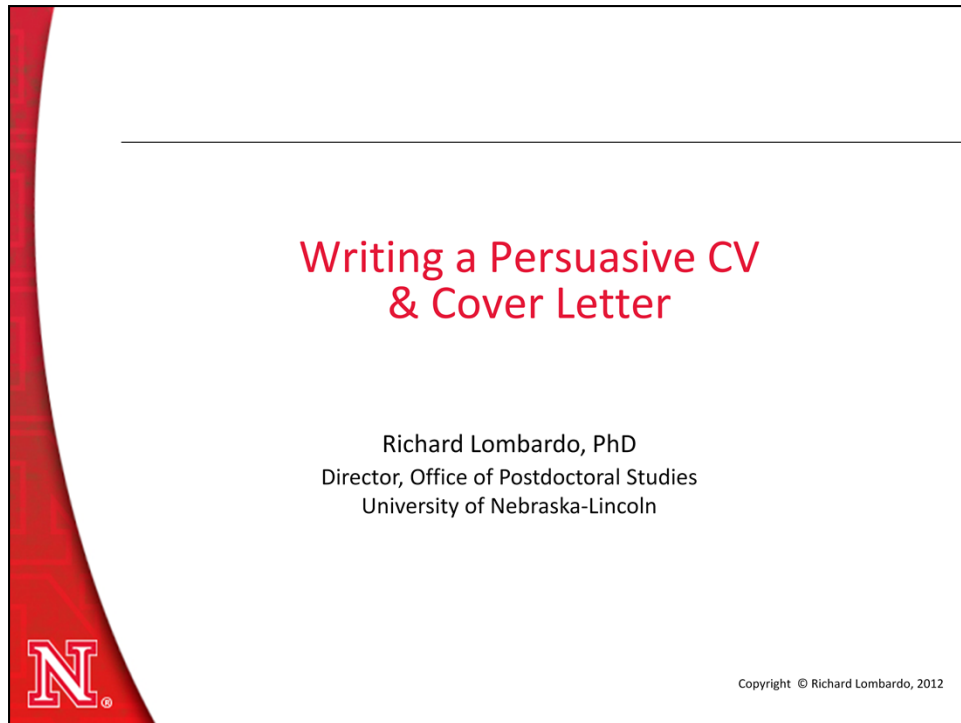 Writing a Persuasive CV
& Cover Letter
Richard Lombardo, PhD
Director, Office of Postdoctoral Studies
University of Nebraska-Lincoln
N®
Copyright © Richard Lombardo, 2012